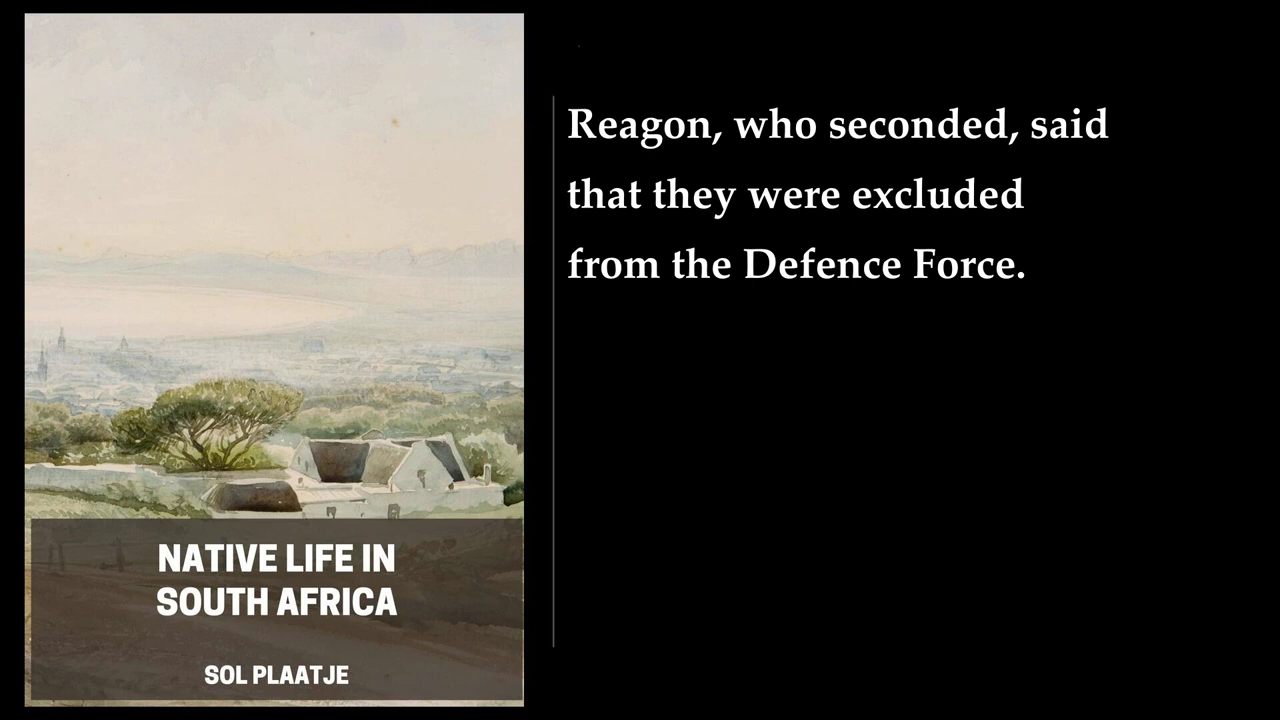 NATIVE LIFE IN
SOUTH AFRICA
SOL PLAATJE
Reagon, who seconded, said
that they were excluded
from the Defence Force.